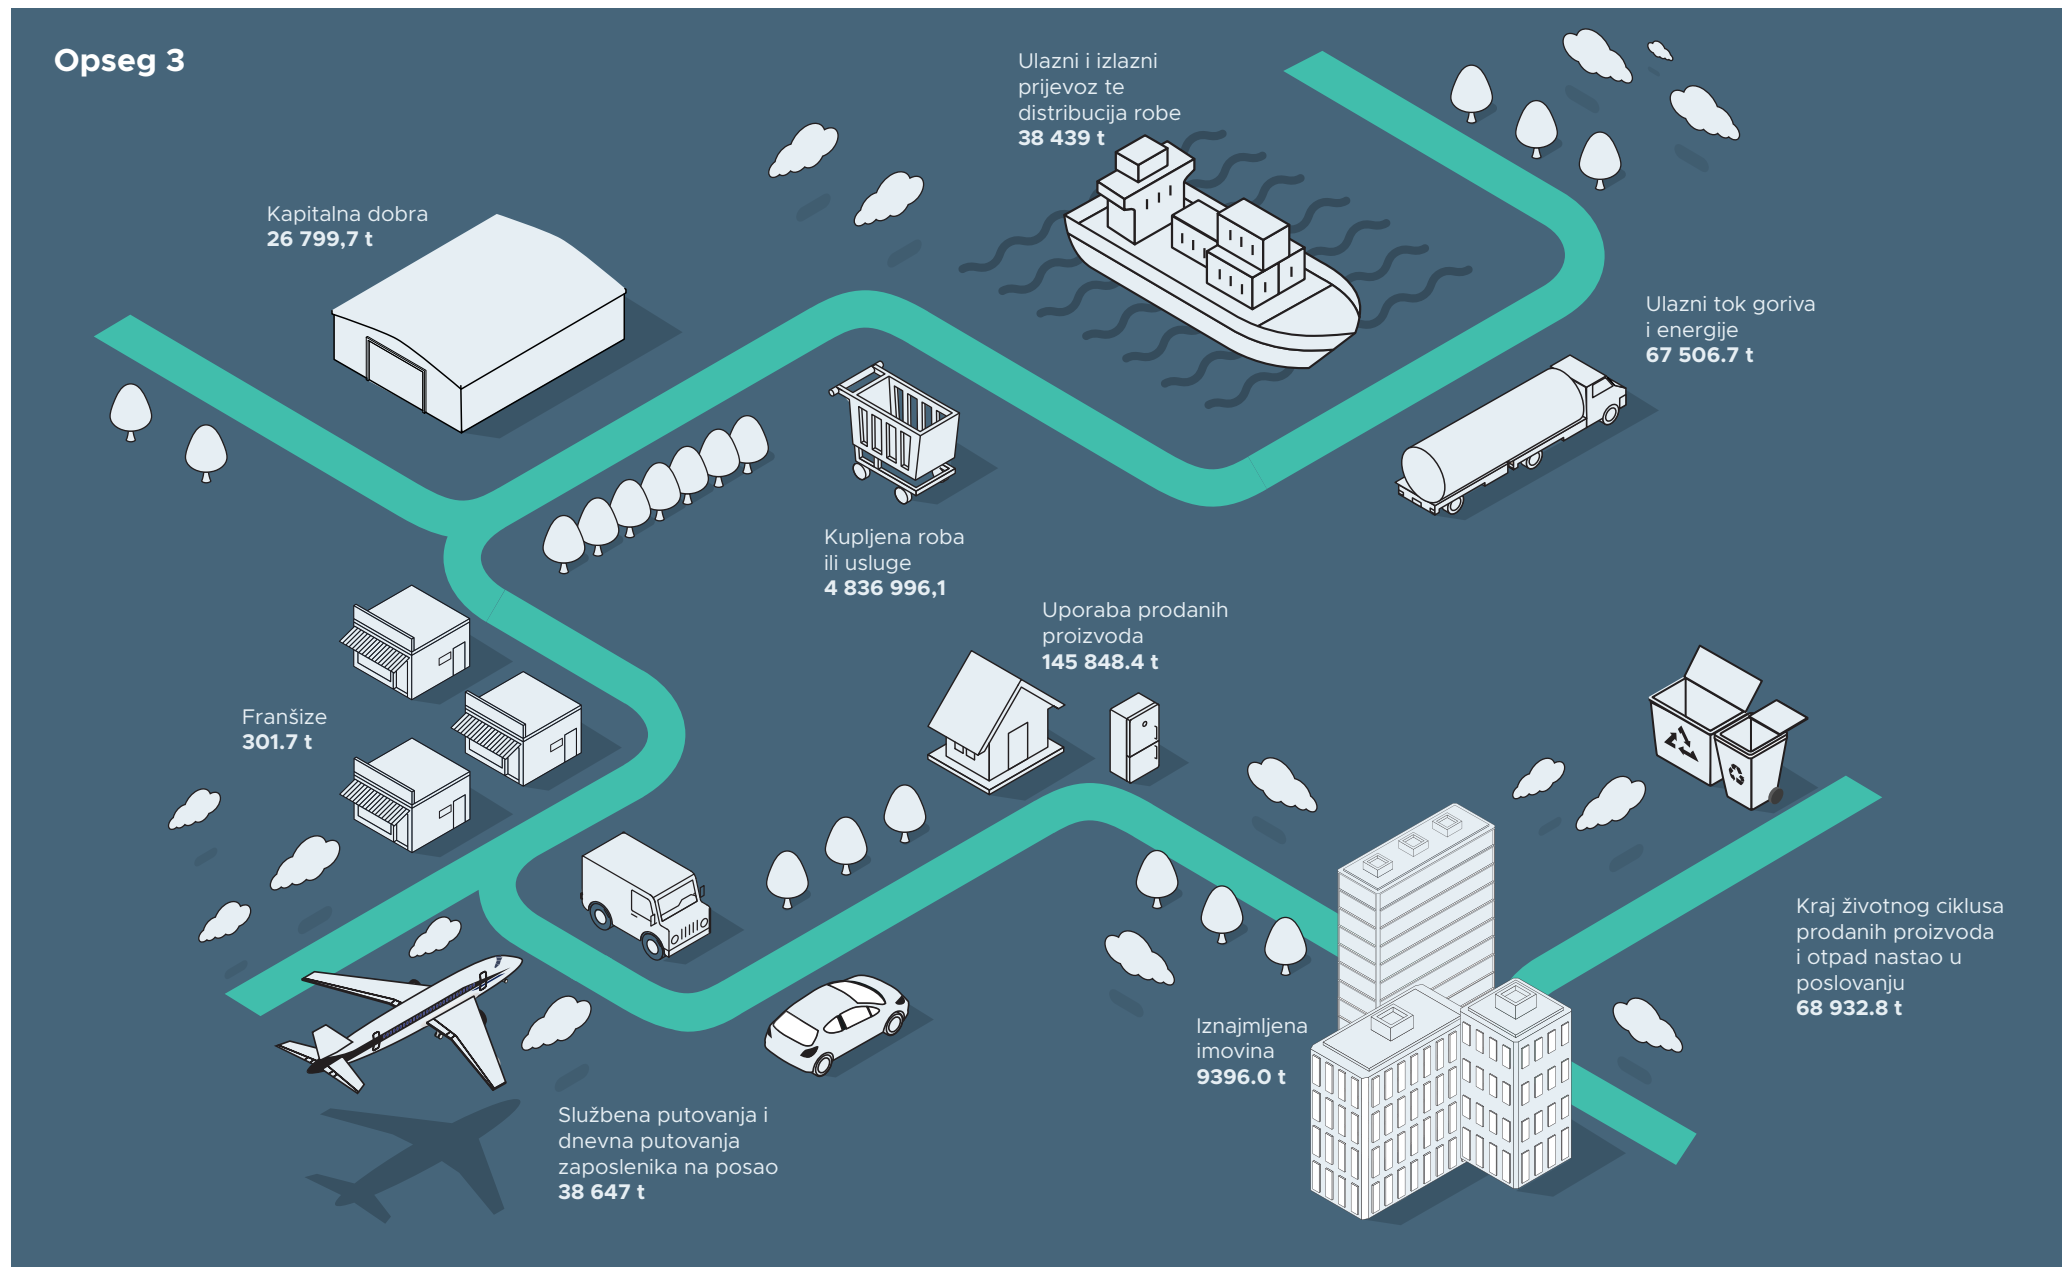 Opseg 3
Ulazni i izlazni
prijevoz te
distribucija robe
38 439 t
Kapitalna dobra
26 799,7 t
Ulazni tok goriva
i energije
67 506.7 t
Kupljena roba
ili usluge
4 836 996,1
Uporaba prodanih
proizvoda
145 848.4 t
Franšize
301.7 t
Kraj životnog ciklusa
prodanih proizvoda
i otpad nastao u
poslovanju
68 932.8 t
Iznajmljena
imovina
9396.0 t
Službena putovanja i
dnevna putovanja
zaposlenika na posao
38 647 t